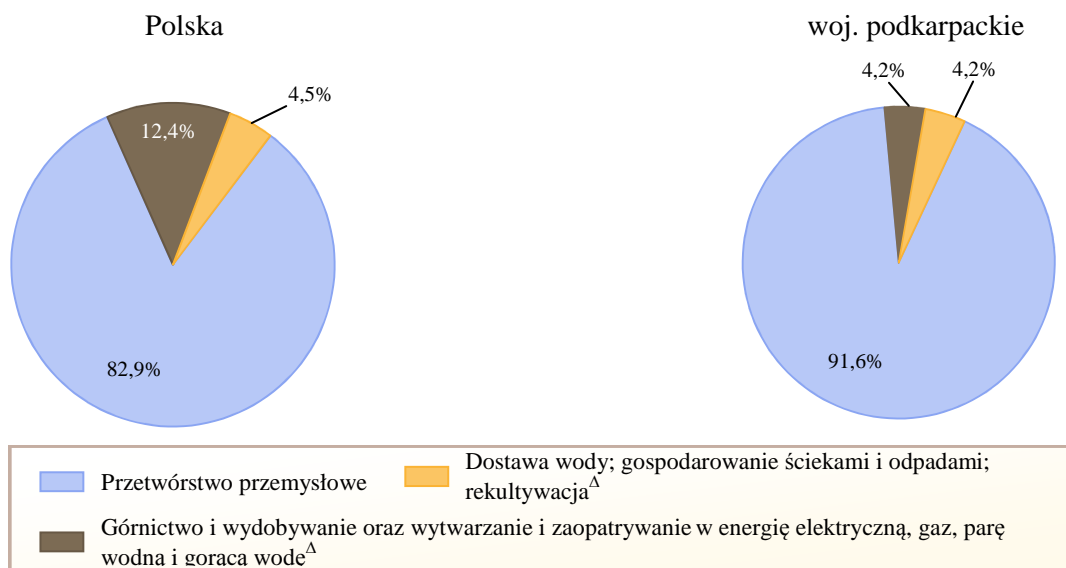 Polska
woj. podkarpackie
4,5%
12,4%
82,9%
4,2%
4,2%
91,6%
Przetwórstwo przemysłowe
Dostawa wody; gospodarowanie ściekami i odpadami;
rekultywacja^Δ
Górnictwo i wydobywanie oraz wytwarzanie i zaopatrywanie w energię elektryczną, gaz, parę
wodną i gorącą wodę^Δ